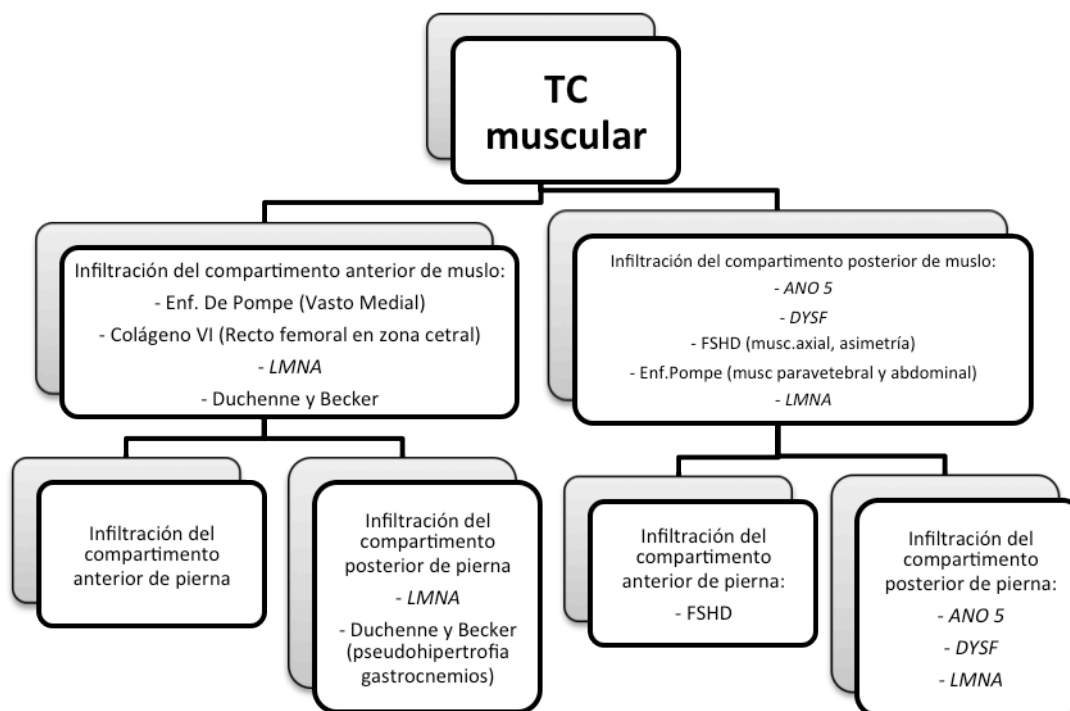 TC
muscular
Infiltración del compartimento anterior de muslo:
- Enf. De Pompe (Vasto Medial)
- Colágeno VI (Recto femoral en zona cetral)
- LMNA
- Duchenne y Becker
Infiltración del compartimento posterior de muslo:
- ANO 5
- DYSF
- FSHD (musc.axial, asimetría)
- Enf.Pompe (musc paravetebral y abdominal)
- LMNA
Infiltración del
compartimento
anterior de pierna
Infiltración del
compartimento
posterior de pierna
- LMNA
- Duchenne y Becker
(pseudohipertrofia
gastrocnemios)
Infiltración del
compartimento
anterior de pierna:
- FSHD
Infiltración del
compartimento
posterior de pierna:
- ANO 5
- DYSF
- LMNA